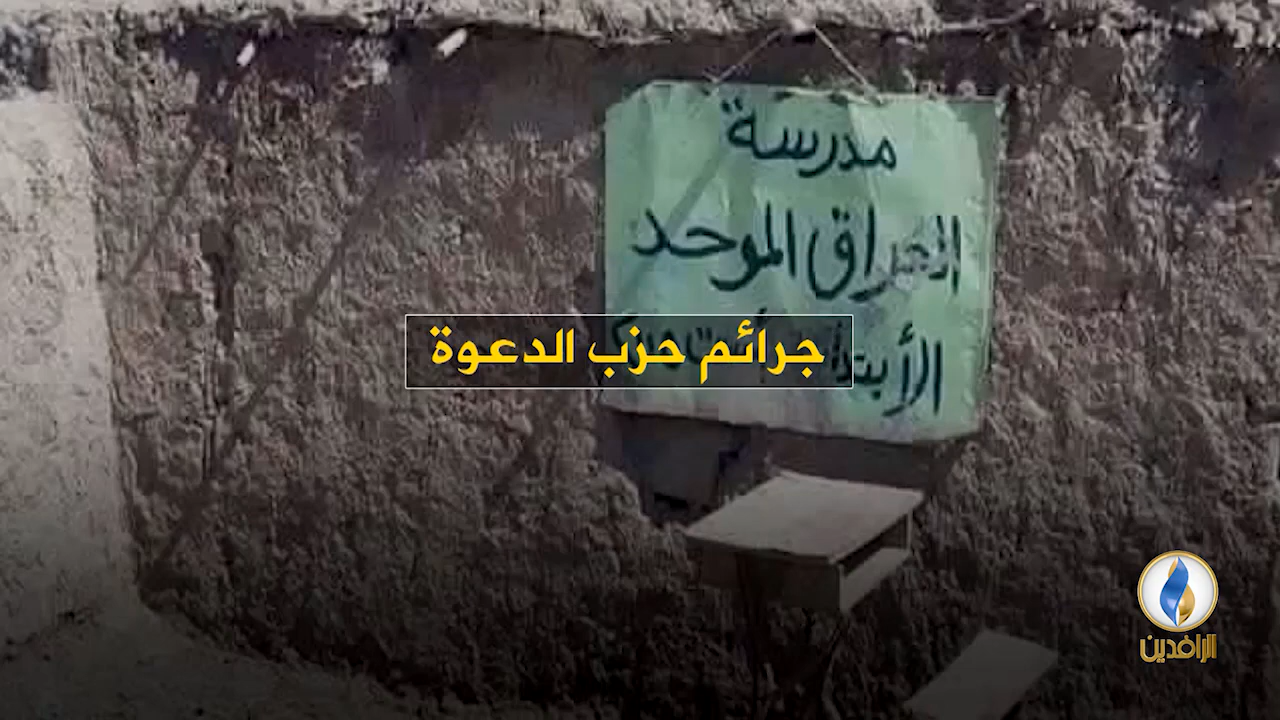 مدرسة
العراق الموحد
جرائم حزب الدعوة
الرافدين